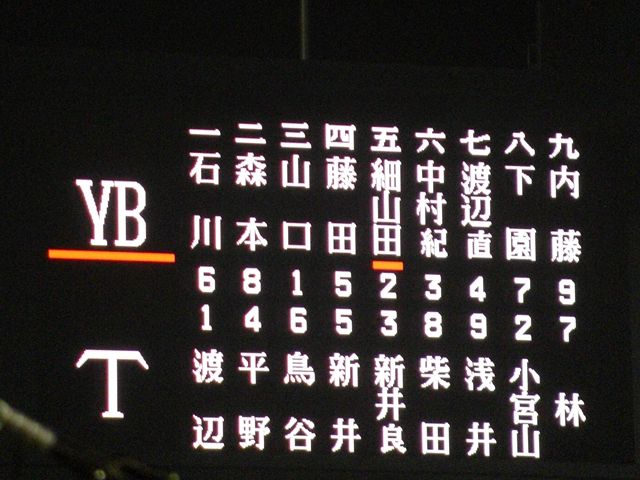 一 二 三 四 五 六 七 八 九
YB
石川 森本 山口 藤田 細山田 中村紀 渡辺直 下園 内藤
6 8 1 5 2 3 4 7 9
1 4 6 5 3 8 9 2 7
T
渡辺 平野 鳥谷 新井 新井良 柴田 浅井 小宮山 林